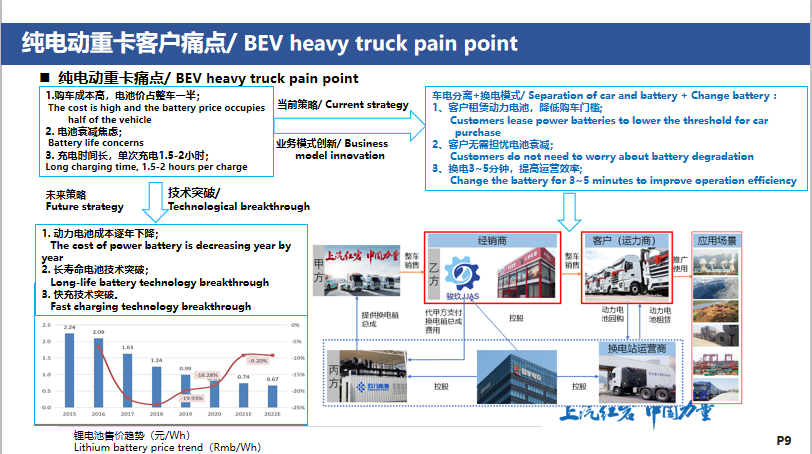 纯电动重卡客户痛点/ BEV heavy truck pain point
■ 纯电动重卡痛点/ BEV heavy truck pain point
1.购车成本高，电池价占整车一半；
The cost is high and the battery price occupies
half of the vehicle
2. 电池衰减焦虑；
Battery life concerns
3. 充电时间长，单次充电1.5-2小时；
Long charging time, 1.5-2 hours per charge
当前策略/ Current strategy
业务模式创新/ Business
model innovation
车电分离+换电模式/ Separation of car and battery + Change battery：
1、客户租赁动力电池，降低购车门槛；
Customers lease power batteries to lower the threshold for car
purchase
2、客户无需担忧电池衰减；
Customers do not need to worry about battery degradation
3、换电3~5分钟，提高运营效率；
Change the battery for 3~5 minutes to improve operation efficiency
未来策略
Future strategy
技术突破/
Technological breakthrough
1. 动力电池成本逐年下降；
The cost of power battery is decreasing year by
year
2. 长寿命电池技术突破；
Long-life battery technology breakthrough
3. 快充技术突破。
Fast charging technology breakthrough
2.5
2.0
1.5
1.0
0.5
0.0
2.24
2.09
1.63
1.24
0.99
0.74
0.67
-19.93%
-18.28%
-9.20%
0%
-5%
-10%
-15%
-20%
-25%
2015
2016
2017
2018
2019
2020
2021E
2022E
锂电池售价趋势（元/Wh）
Lithium battery price trend（Rmb/Wh）
甲方
上汽红岩 中国力量
整车
销售
经销商
乙方
骏玖JJAS
整车
销售
客户（运力商）
推广
使用
应用场景
提供换电箱
总成
代甲方支付
换电箱总成
费用
控股
动力电
池回购
动力电
池租赁
丙方
控股
控股
换电站运营商
上汽红岩 中国力量
P9